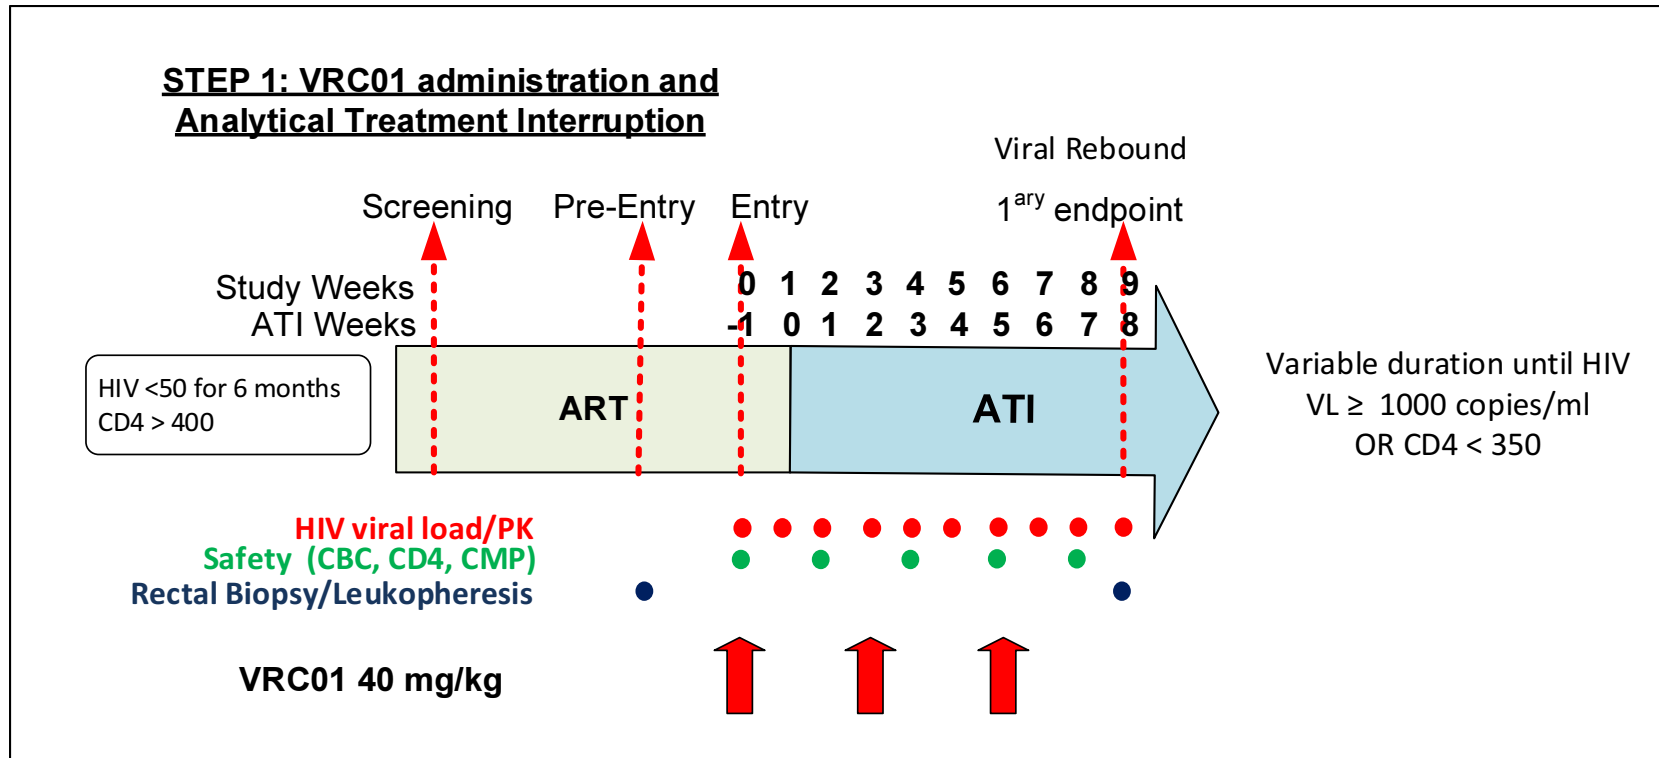 STEP 1: VRC01 administration and
Analytical Treatment Interruption
Viral Rebound
1ary endpoint
Screening Pre-Entry Entry
Study Weeks 0 1 2 3 4 5 6 7 8 9
ATI Weeks -1 0 1 2 3 4 5 6 7 8
HIV <50 for 6 months
CD4 > 400
ART
ATI
Variable duration until HIV
VL ≥ 1000 copies/ml
OR CD4 < 350
HIV viral load/PK
Safety (CBC, CD4, CMP)
Rectal Biopsy/Leukopheresis
VRC01 40 mg/kg